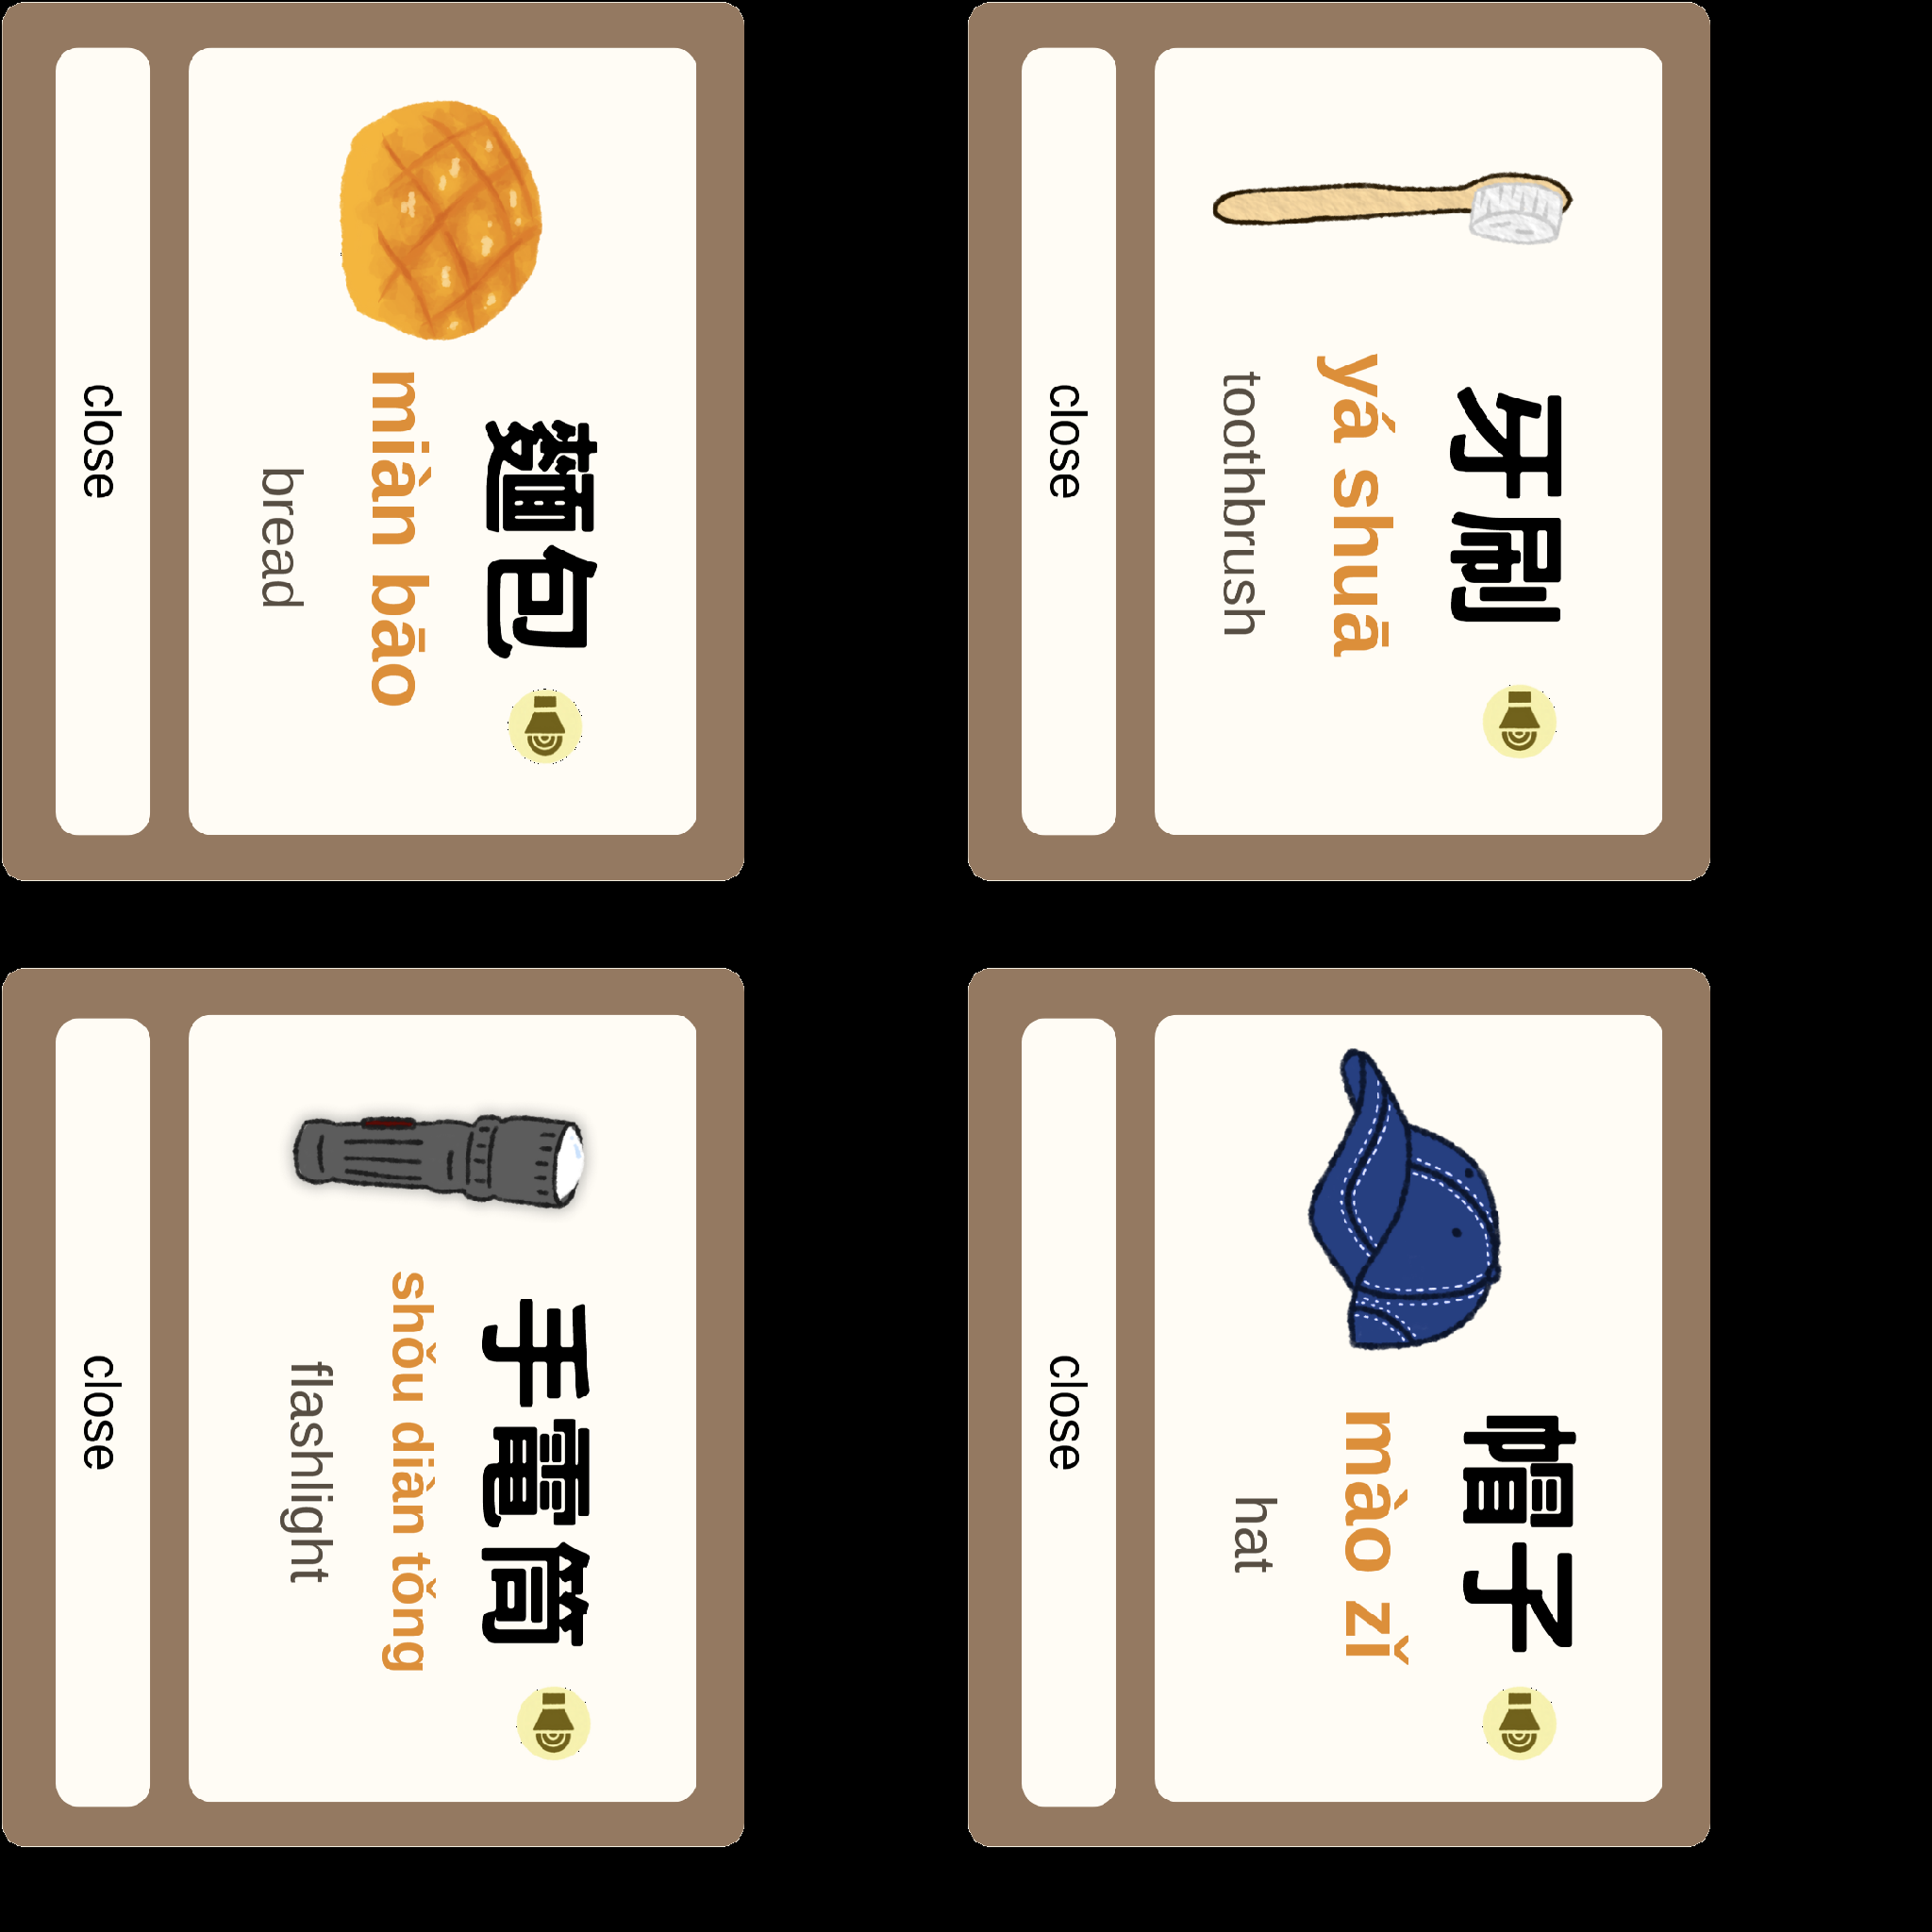 牙刷
yá shuā
toothbrush
close
帽子
mào zǐ
hat
close
麵包
miàn bāo
bread
close
手電筒
shǒu diàn tǒng
flashlight
close